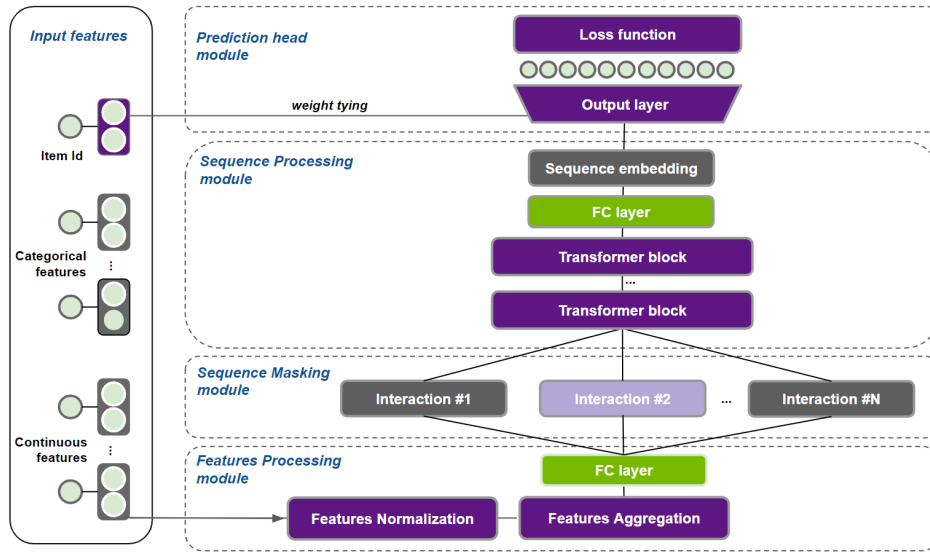 Input features
Item Id
Categorical
features
...
Continuous
features
...
Prediction head
module
Loss function
weight tying
Output layer
Sequence Processing
module
Sequence embedding
FC layer
Transformer block
...
Transformer block
Sequence Masking
module
Interaction #1
Interaction #2
...
Interaction #N
Features Processing
module
FC layer
Features Normalization
Features Aggregation